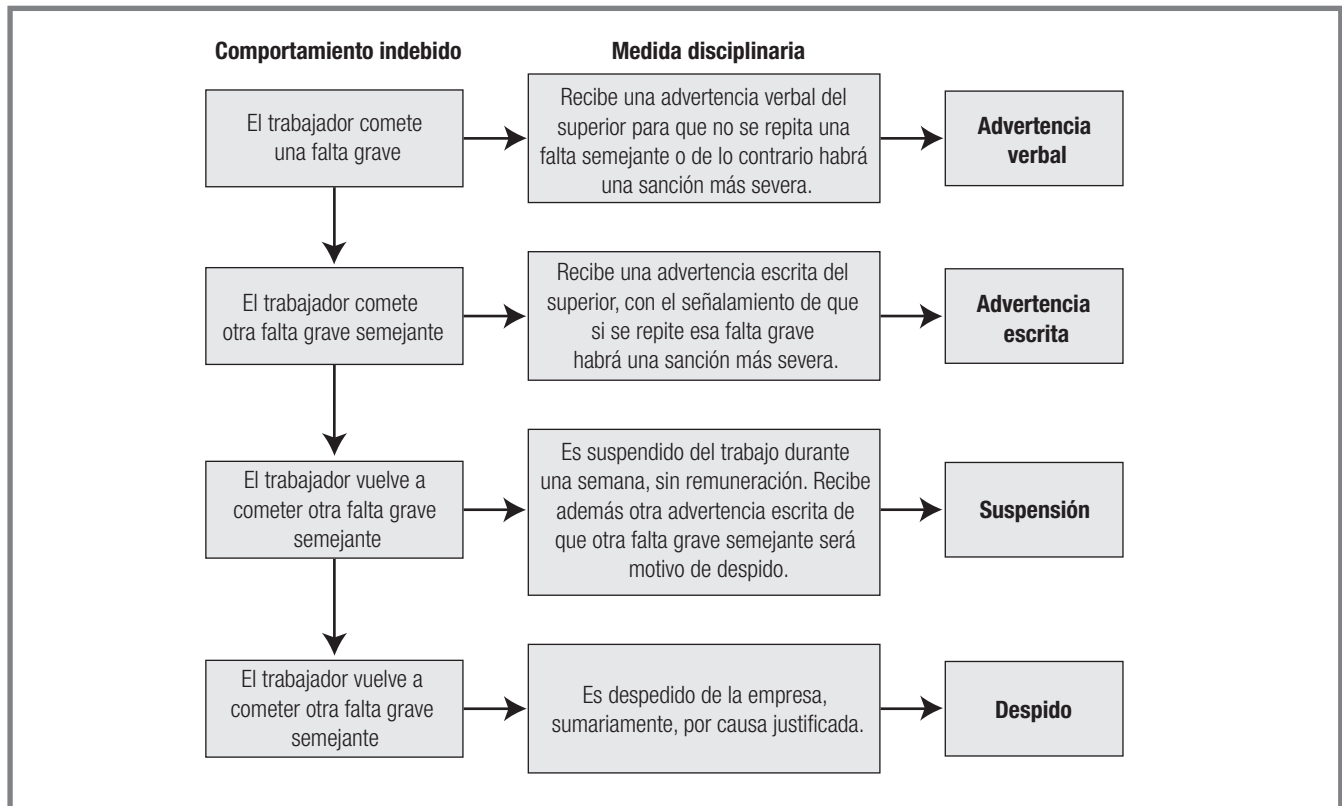 Comportamiento indebido
Medida disciplinaria
El trabajador comete
una falta grave
Recibe una advertencia verbal del
superior para que no se repita una
falta semejante o de lo contrario habrá
una sanción más severa.
Advertencia
verbal
El trabajador comete
otra falta grave semejante
Recibe una advertencia escrita del
superior, con el señalamiento de que
si se repite esa falta grave
habrá una sanción más severa.
Advertencia
escrita
El trabajador vuelve a
cometer otra falta grave
semejante
Es suspendido del trabajo durante
una semana, sin remuneración. Recibe
además otra advertencia escrita de
que otra falta grave semejante será
motivo de despido.
Suspensión
El trabajador vuelve a
cometer otra falta grave
semejante
Es despedido de la empresa,
sumariamente, por causa justificada.
Despido